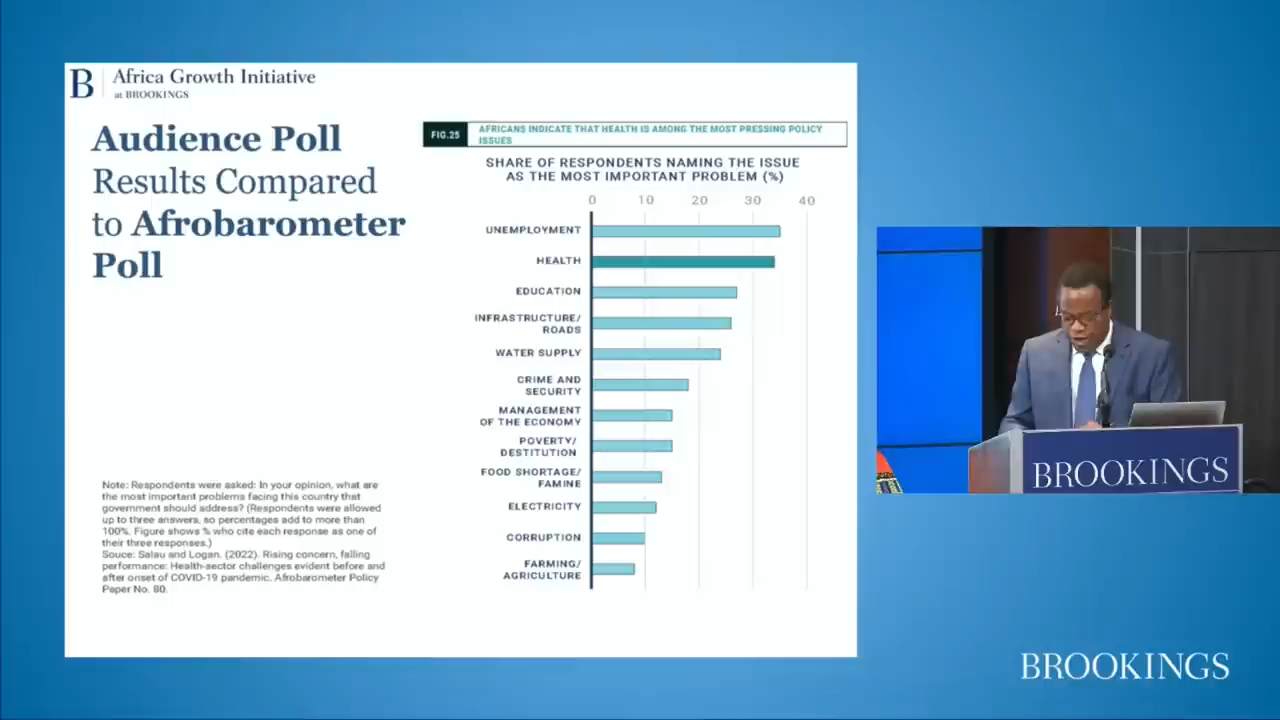 B
Africa Growth Initiative
at BROOKINGS
Audience Poll
Results Compared
to Afrobarometer
Poll
Note: Respondents were asked: In your opinion, what are
the most important problems facing this country that
government should address? (Respondents were allowed
up to three answers, so percentages add to more than
100%. Figure shows % who cite each response as one of
their three responses.)
Souce: Salau and Logan. (2022). Rising concern, falling
performance: Health-sector challenges evident before and
after onset of COVID-19 pandemic. Afrobarometer Policy
Paper No. 80.
FIG.25
AFRICANS INDICATE THAT HEALTH IS AMONG THE MOST PRESSING POLICY
ISSUES
SHARE OF RESPONDENTS NAMING THE ISSUE
AS THE MOST IMPORTANT PROBLEM (%)
0 10 20 30 40
UNEMPLOYMENT
HEALTH
EDUCATION
INFRASTRUCTURE/
ROADS
WATER SUPPLY
CRIME AND
SECURITY
MANAGEMENT
OF THE ECONOMY
POVERTY/
DESTITUTION
FOOD SHORTAGE/
FAMINE
ELECTRICITY
CORRUPTION
FARMING/
AGRICULTURE
BROOKINGS
BROOKINGS